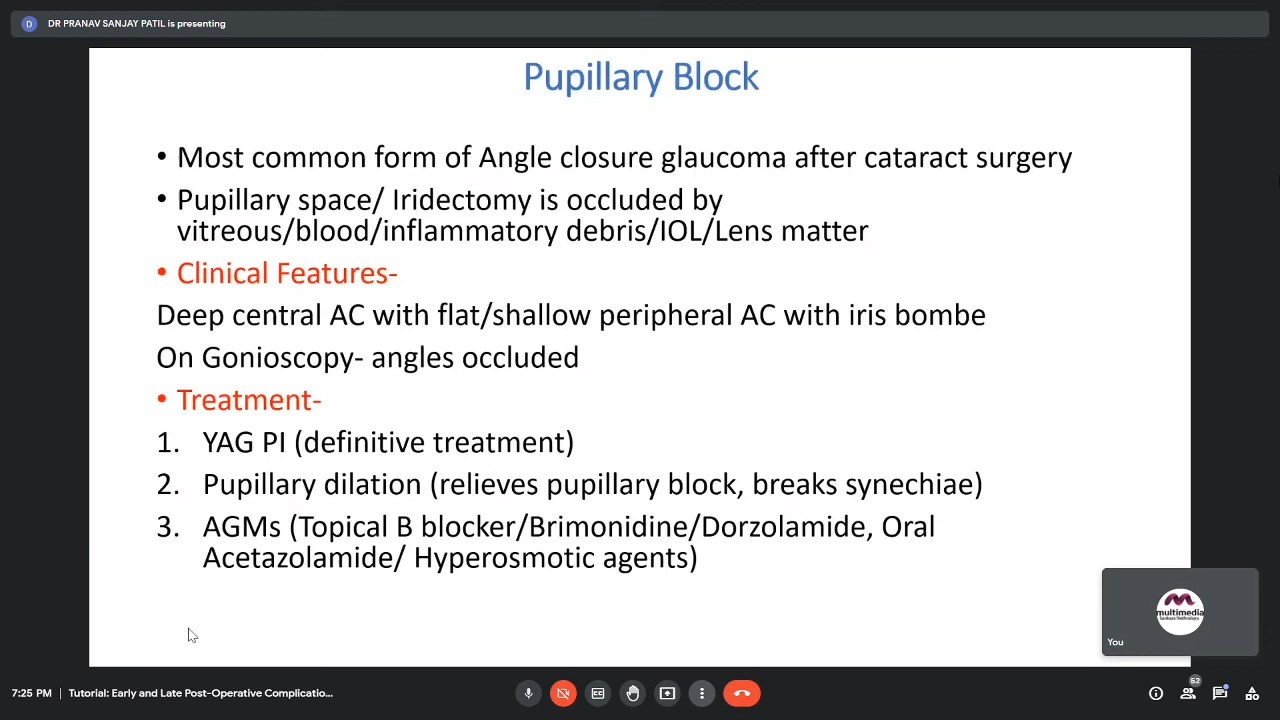 D DR PRANAV SANJAY PATIL is presenting
Pupillary Block
• Most common form of Angle closure glaucoma after cataract surgery
• Pupillary space/ Iridectomy is occluded by
vitreous/blood/inflammatory debris/IOL/Lens matter
• Clinical Features-
Deep central AC with flat/shallow peripheral AC with iris bombe
On Gonioscopy- angles occluded
• Treatment-
1. YAG PI (definitive treatment)
2. Pupillary dilation (relieves pupillary block, breaks synechiae)
3. AGMs (Topical B blocker/Brimonidine/Dorzolamide, Oral
Acetazolamide/ Hyperosmotic agents)
multimedia
Sankara Nethralaya
You
7:25 PM | Tutorial: Early and Late Post-Operative Complicatio...
52